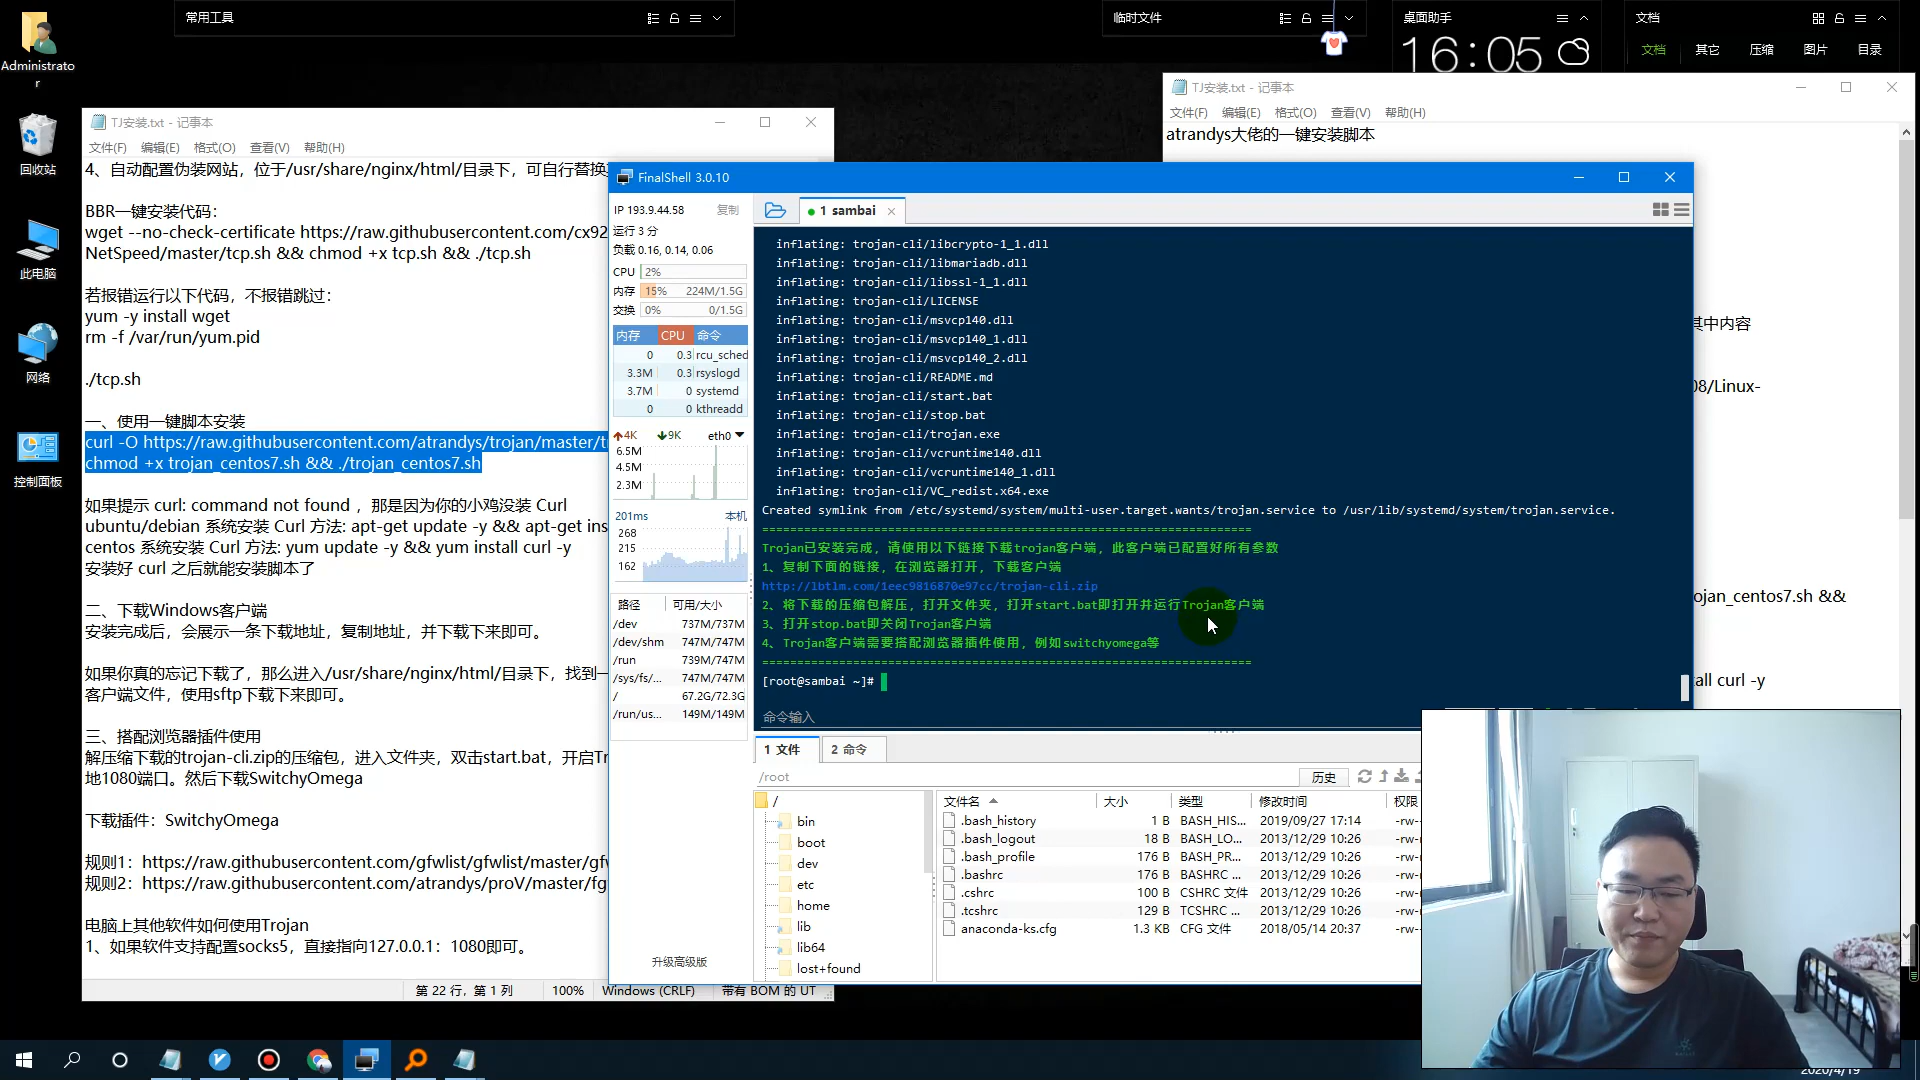 常用工具
临时文件
桌面助手
16:05
文档
文档 其它 压缩 图片 目录
Administrator
回收站
此电脑
网络
控制面板
TJ安装.txt - 记事本
文件(F) 编辑(E) 格式(O) 查看(V) 帮助(H)
4、自动配置伪装网站，位于/usr/share/nginx/html/目录下，可自行替换
BBR一键安装代码：
wget --no-check-certificate https://raw.githubusercontent.com/cx92
NetSpeed/master/tcp.sh && chmod +x tcp.sh && ./tcp.sh
若报错运行以下代码，不报错跳过：
yum -y install wget
rm -f /var/run/yum.pid
./tcp.sh
一、使用一键脚本安装
curl -O https://raw.githubusercontent.com/atrandys/trojan/master/t
chmod +x trojan_centos7.sh && ./trojan_centos7.sh
如果提示 curl: command not found ，那是因为你的小鸡没装 Curl
ubuntu/debian 系统安装 Curl 方法: apt-get update -y && apt-get ins
centos 系统安装 Curl 方法: yum update -y && yum install curl -y
安装好 curl 之后就能安装脚本了
二、下载Windows客户端
安装完成后，会展示一条下载地址，复制地址，并下载下来即可。
如果你真的忘记下载了，那么进入/usr/share/nginx/html/目录下，找到一
客户端文件，使用sftp下载下来即可。
三、搭配浏览器插件使用
解压缩下载的trojan-cli.zip的压缩包，进入文件夹，双击start.bat，开启Tr
地1080端口。然后下载SwitchyOmega
下载插件：SwitchyOmega
规则1：https://raw.githubusercontent.com/gfwlist/gfwlist/master/gfw
规则2：https://raw.githubusercontent.com/atrandys/proV/master/fg
电脑上其他软件如何使用Trojan
1、如果软件支持配置socks5，直接指向127.0.0.1：1080即可。
第 22 行，第 1 列 100% Windows (CRLF) 带有 BOM 的 UT
TJ安装.txt - 记事本
文件(F) 编辑(E) 格式(O) 查看(V) 帮助(H)
atrandys大佬的一键安装脚本
其中内容
08/Linux-
ojan_centos7.sh &&
all curl -y
FinalShell 3.0.10
IP 193.9.44.58 复制
运行 3 分
负载 0.16, 0.14, 0.06
CPU 2%
内存 15% 224M/1.5G
交换 0% 0/1.5G
内存 CPU 命令
0 0.3 rcu_sched
3.3M 0.3 rsyslogd
3.7M 0 systemd
0 0 kthreadd
4K 9K eth0
6.5M
4.5M
2.3M
201ms 本机
268
215
162
路径 可用/大小
/dev 737M/737M
/dev/shm 747M/747M
/run 739M/747M
/sys/fs/... 747M/747M
/ 67.2G/72.3G
/run/us... 149M/149M
升级高级版
1 sambai
inflating: trojan-cli/libcrypto-1_1.dll
inflating: trojan-cli/libmariadb.dll
inflating: trojan-cli/libssl-1_1.dll
inflating: trojan-cli/LICENSE
inflating: trojan-cli/msvcp140.dll
inflating: trojan-cli/msvcp140_1.dll
inflating: trojan-cli/msvcp140_2.dll
inflating: trojan-cli/README.md
inflating: trojan-cli/start.bat
inflating: trojan-cli/stop.bat
inflating: trojan-cli/trojan.exe
inflating: trojan-cli/vcruntime140.dll
inflating: trojan-cli/vcruntime140_1.dll
inflating: trojan-cli/VC_redist.x64.exe
Created symlink from /etc/systemd/system/multi-user.target.wants/trojan.service to /usr/lib/systemd/system/trojan.service.
======================================================================
Trojan已安装完成，请使用以下链接下载trojan客户端，此客户端已配置好所有参数
1、复制下面的链接，在浏览器打开，下载客户端
http://lbtlm.com/1eec9816870e97cc/trojan-cli.zip
2、将下载的压缩包解压，打开文件夹，打开start.bat即打开并运行Trojan客户端
3、打开stop.bat即关闭Trojan客户端
4、Trojan客户端需要搭配浏览器插件使用，例如switchyomega等
======================================================================
[root@sambai ~]#
命令输入
1 文件 2 命令
/root 历史
/
bin
boot
dev
etc
home
lib
lib64
lost+found
文件名 大小 类型 修改时间 权限
.bash_history 1 B BASH_HIS... 2019/09/27 17:14 -rw-
.bash_logout 18 B BASH_LO... 2013/12/29 10:26 -rw-
.bash_profile 176 B BASH_PR... 2013/12/29 10:26 -rw-
.bashrc 176 B BASHRC ... 2013/12/29 10:26 -rw-
.cshrc 100 B CSHRC 文件 2013/12/29 10:26 -rw-
.tcshrc 129 B TCSHRC ... 2013/12/29 10:26 -rw-
anaconda-ks.cfg 1.3 KB CFG 文件 2018/05/14 20:37 -rw-
2020/4/19